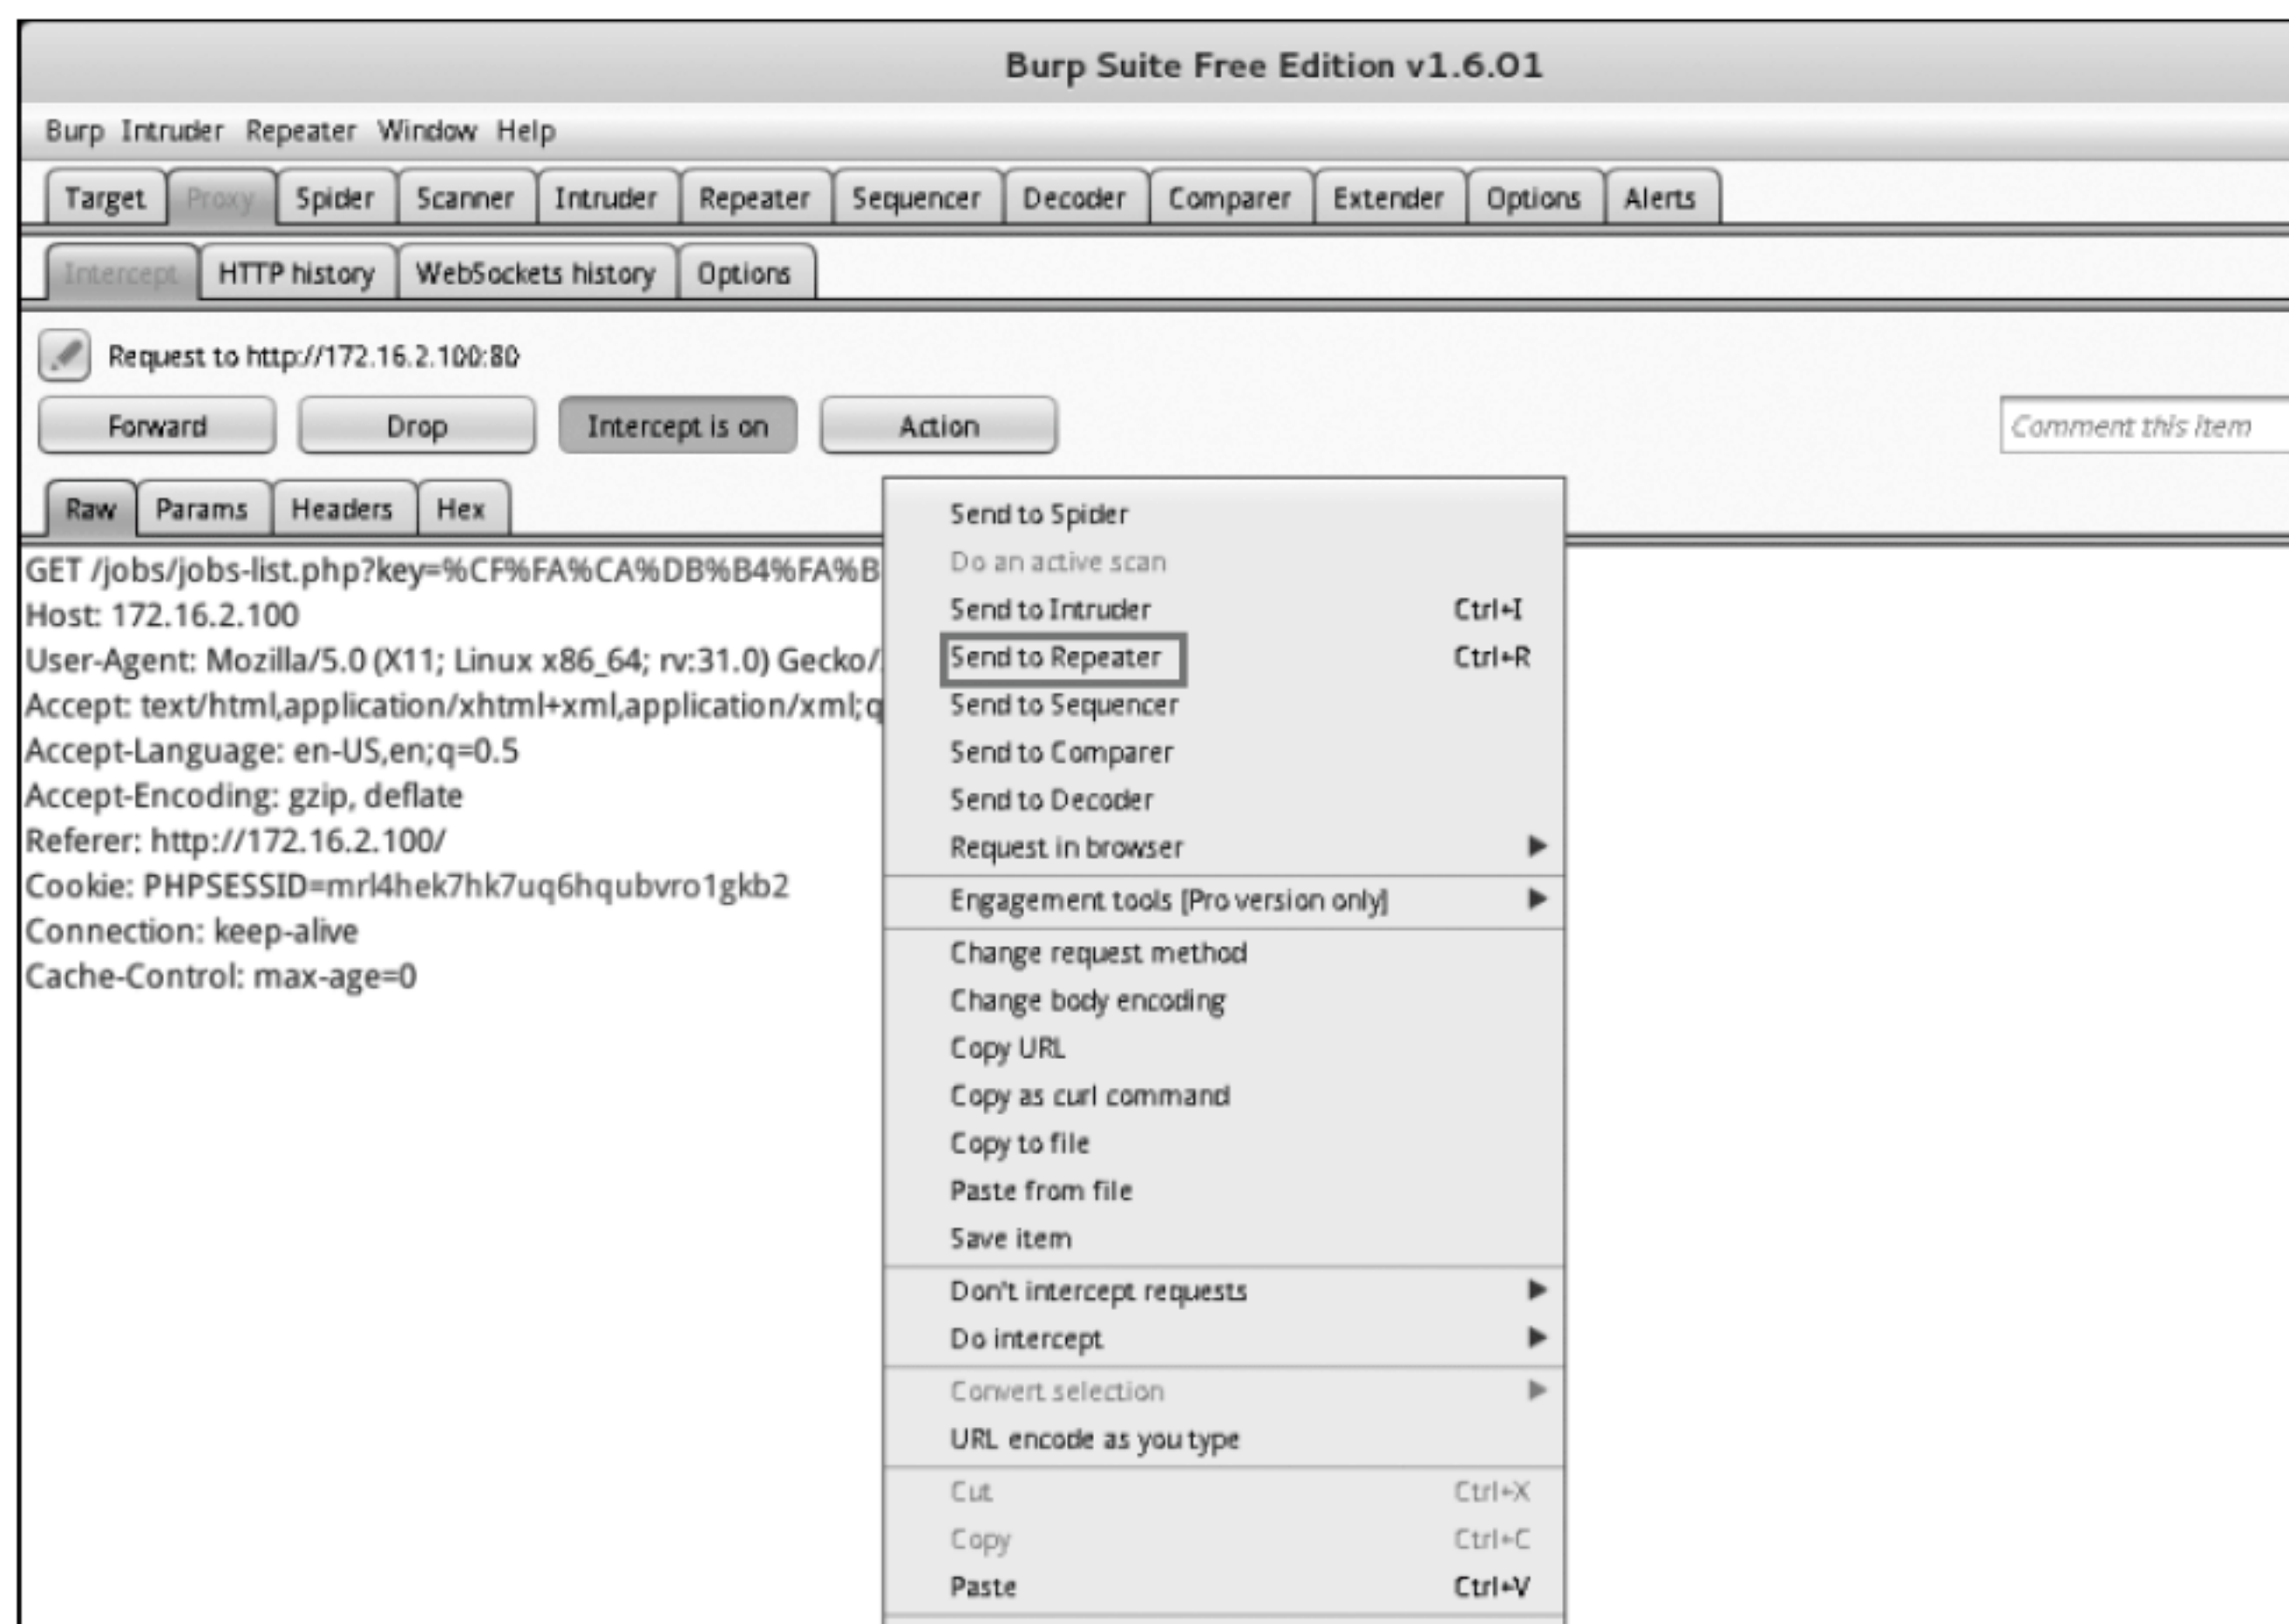 Burp Suite Free Edition v1.6.01
Burp Intruder Repeater Window Help
Target Proxy Spider Scanner Intruder Repeater Sequencer Decoder Comparer Extender Options Alerts
Intercept HTTP history WebSockets history Options
Request to http://172.16.2.100:80
Forward Drop Intercept is on Action Comment this item
Raw Params Headers Hex
GET /jobs/jobs-list.php?key=%CF%FA%CA%DB%B4%FA%B
Host: 172.16.2.100
User-Agent: Mozilla/5.0 (X11; Linux x86_64; rv:31.0) Gecko/
Accept: text/html,application/xhtml+xml,application/xml;q
Accept-Language: en-US,en;q=0.5
Accept-Encoding: gzip, deflate
Referer: http://172.16.2.100/
Cookie: PHPSESSID=mrl4hek7hk7uq6hqubvro1gkb2
Connection: keep-alive
Cache-Control: max-age=0
Send to Spider
Do an active scan
Send to Intruder Ctrl+I
Send to Repeater Ctrl+R
Send to Sequencer
Send to Comparer
Send to Decoder
Request in browser
Engagement tools [Pro version only]
Change request method
Change body encoding
Copy URL
Copy as curl command
Copy to file
Paste from file
Save item
Don't intercept requests
Do intercept
Convert selection
URL encode as you type
Cut Ctrl+X
Copy Ctrl+C
Paste Ctrl+V